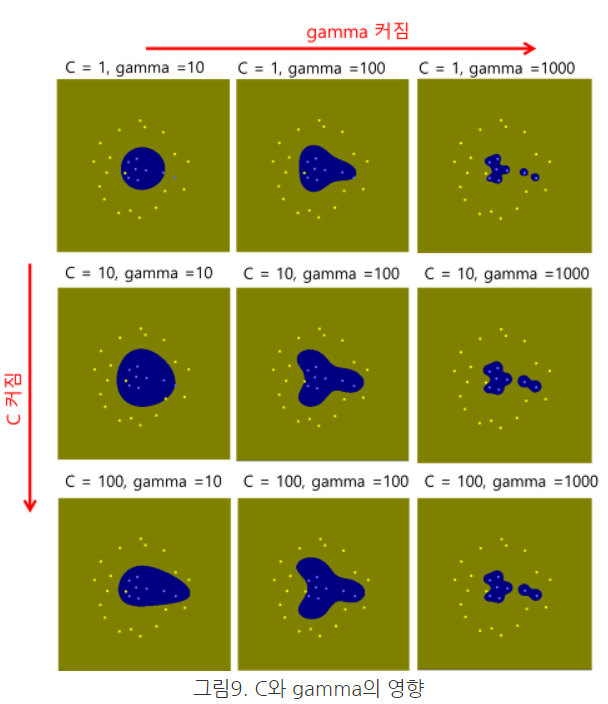 gamma 커짐
C = 1, gamma =10
C = 1, gamma =100
C = 1, gamma =1000
C 커짐
C = 10, gamma =10
C = 10, gamma =100
C = 10, gamma =1000
C = 100, gamma =10
C = 100, gamma =100
C = 100, gamma =1000
그림9. C와 gamma의 영향